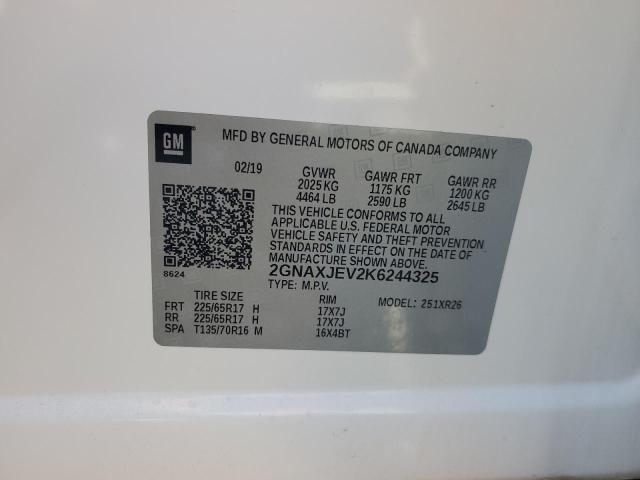 GM
MFD BY GENERAL MOTORS OF CANADA COMPANY
02/19 GVWR GAWR FRT GAWR RR
2025 KG 1175 KG 1200 KG
4464 LB 2590 LB 2645 LB
THIS VEHICLE CONFORMS TO ALL
APPLICABLE U.S. FEDERAL MOTOR
VEHICLE SAFETY AND THEFT PREVENTION
STANDARDS IN EFFECT ON THE DATE OF
MANUFACTURE SHOWN ABOVE.
8624 2GNAXJEV2K6244325
TYPE: M.P.V.
TIRE SIZE RIM MODEL: 251XR26
FRT 225/65R17 H 17X7J
RR 225/65R17 H 17X7J
SPA T135/70R16 M 16X4BT